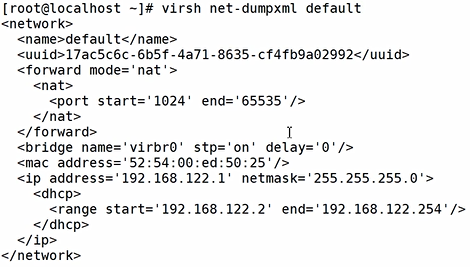 [root@localhost ~]# virsh net-dumpxml default
<network>
  <name>default</name>
  <uuid>17ac5c6c-6b5f-4a71-8635-cf4fb9a02992</uuid>
  <forward mode='nat'>
    <nat>
      <port start='1024' end='65535'/>
    </nat>
  </forward>
  <bridge name='virbr0' stp='on' delay='0'/>
  <mac address='52:54:00:ed:50:25'/>
  <ip address='192.168.122.1' netmask='255.255.255.0'>
    <dhcp>
      <range start='192.168.122.2' end='192.168.122.254'/>
    </dhcp>
  </ip>
</network>